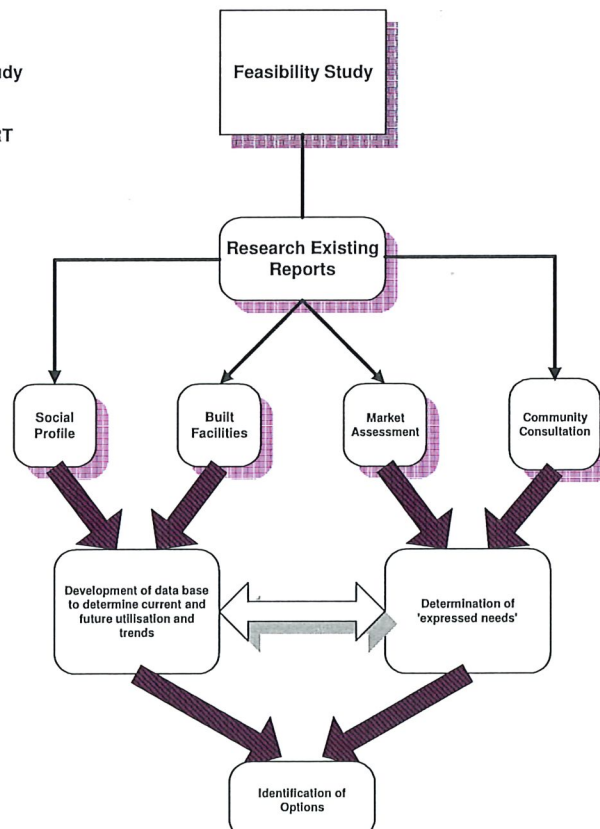 Feasibility Study
Research Existing
Reports
Social
Profile
Built
Facilities
Market
Assessment
Community
Consultation
Development of data base
to determine current and
future utilisation and
trends
Determination of
'expressed needs'
Identification of
Options